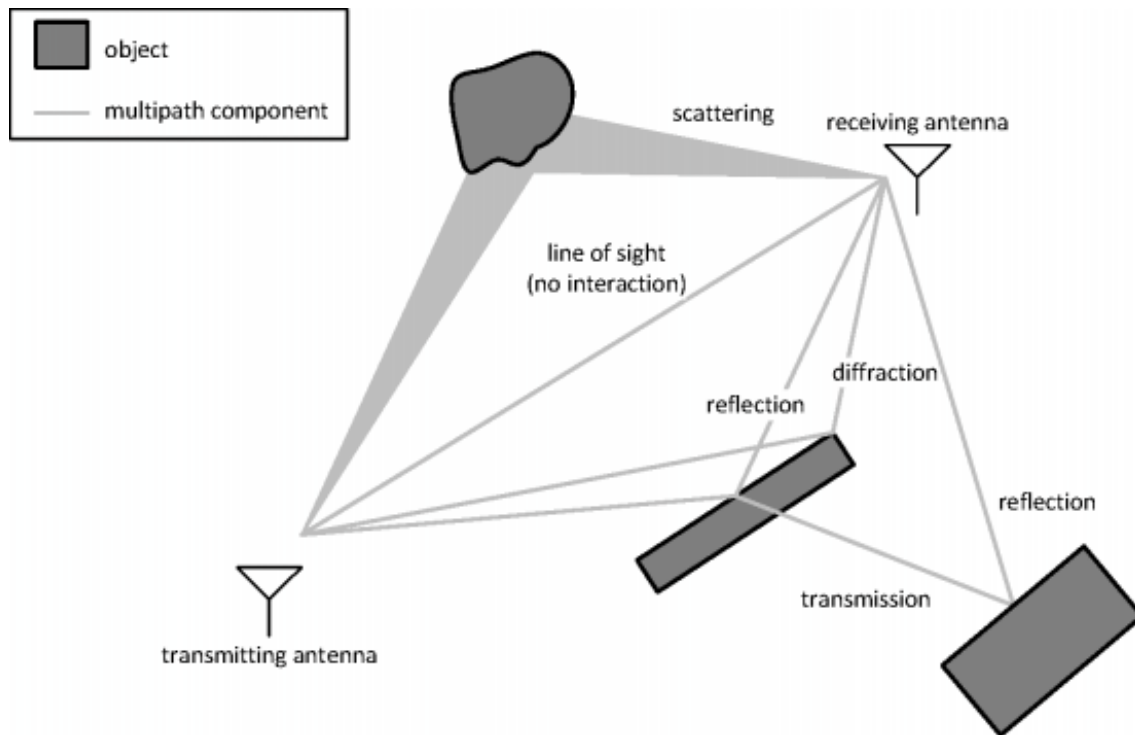 object
multipath component
scattering
receiving antenna
line of sight
(no interaction)
diffraction
reflection
reflection
transmission
transmitting antenna